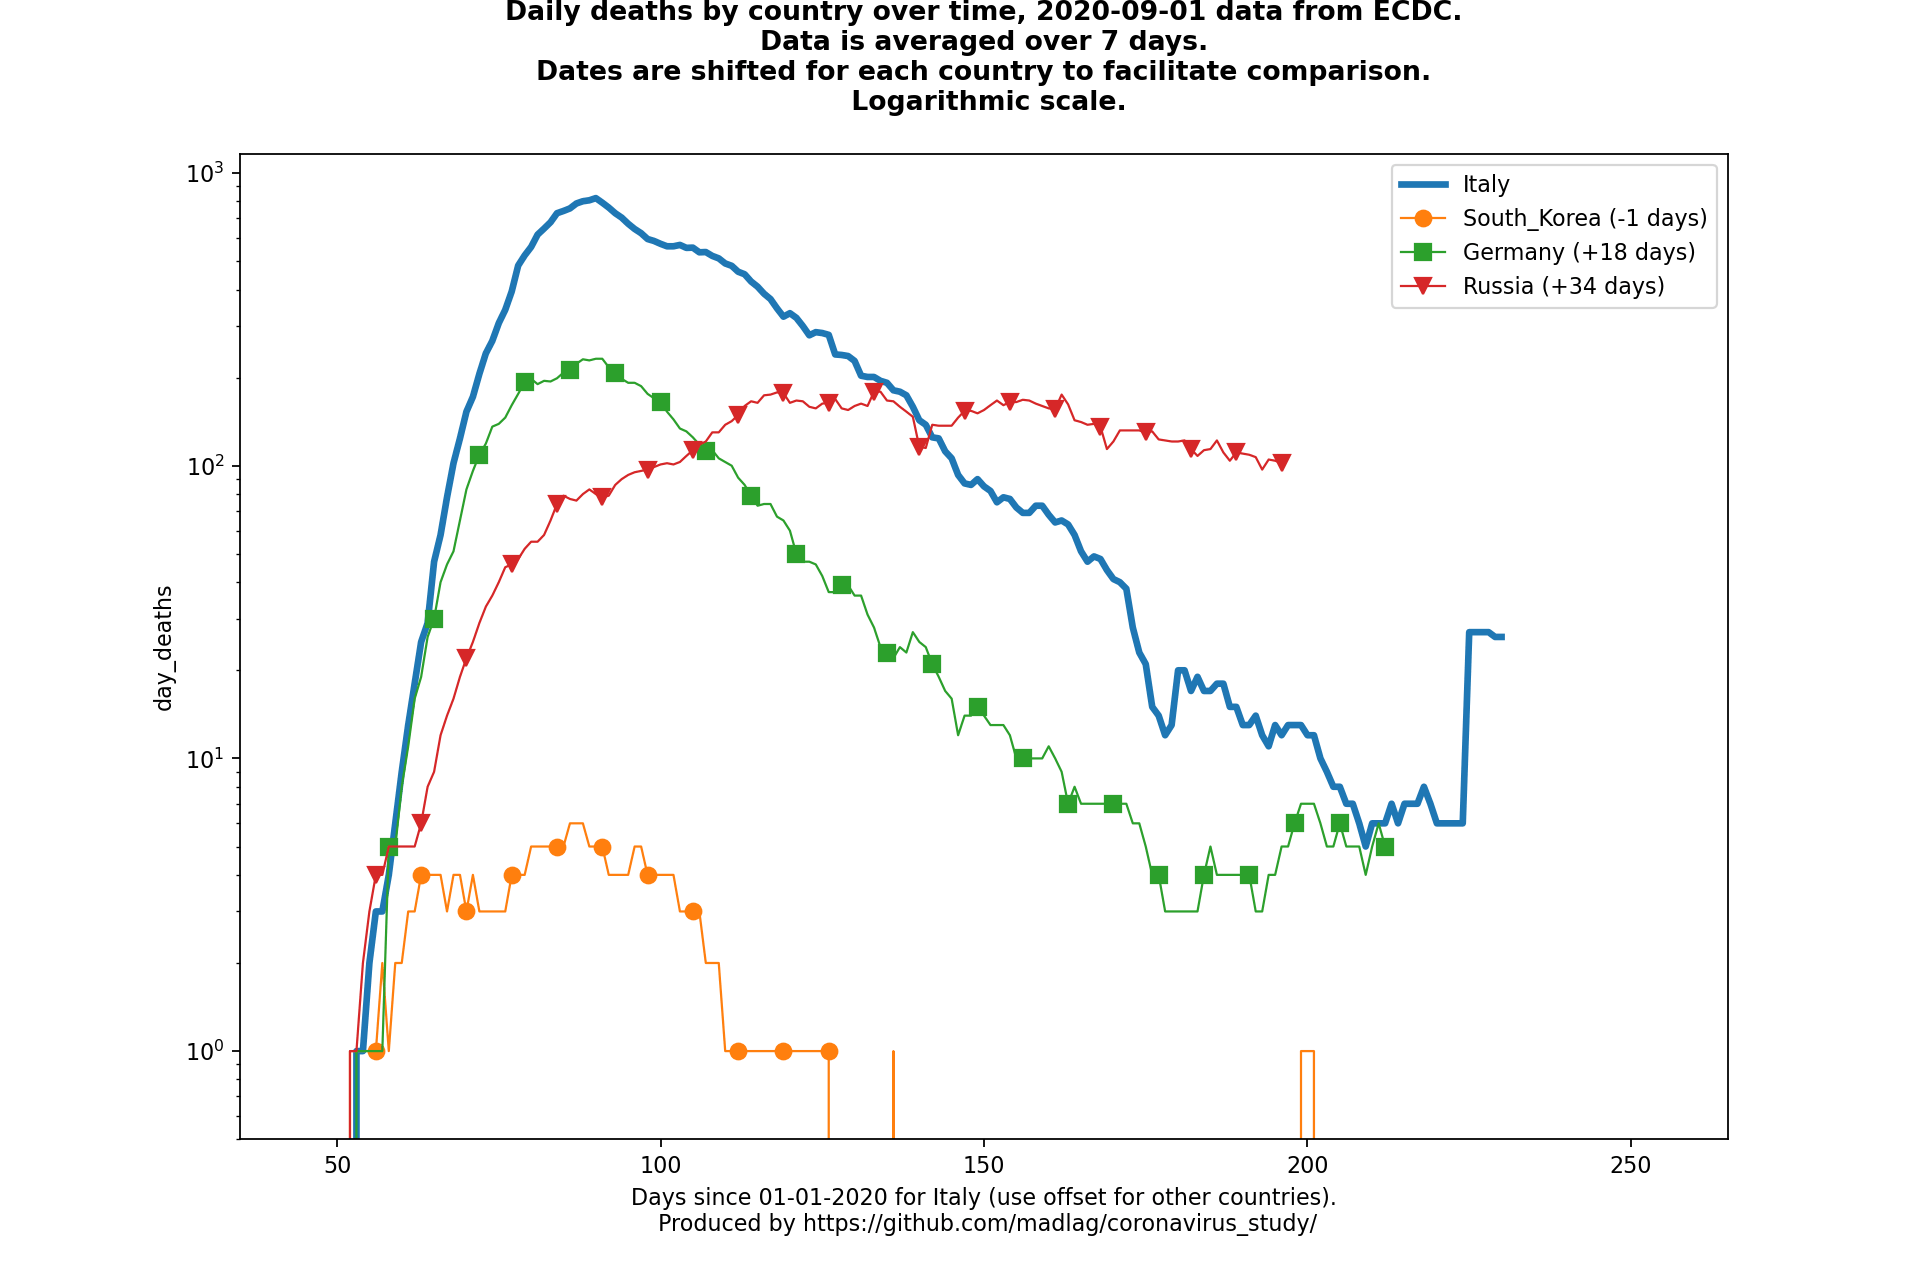 Daily deaths by country over time, 2020-09-01 data from ECDC.
Data is averaged over 7 days.
Dates are shifted for each country to facilitate comparison.
Logarithmic scale.
10³
10²
10¹
10⁰
day_deaths
Italy
South_Korea (-1 days)
Germany (+18 days)
Russia (+34 days)
50
100
150
200
250
Days since 01-01-2020 for Italy (use offset for other countries).
Produced by https://github.com/madlag/coronavirus_study/